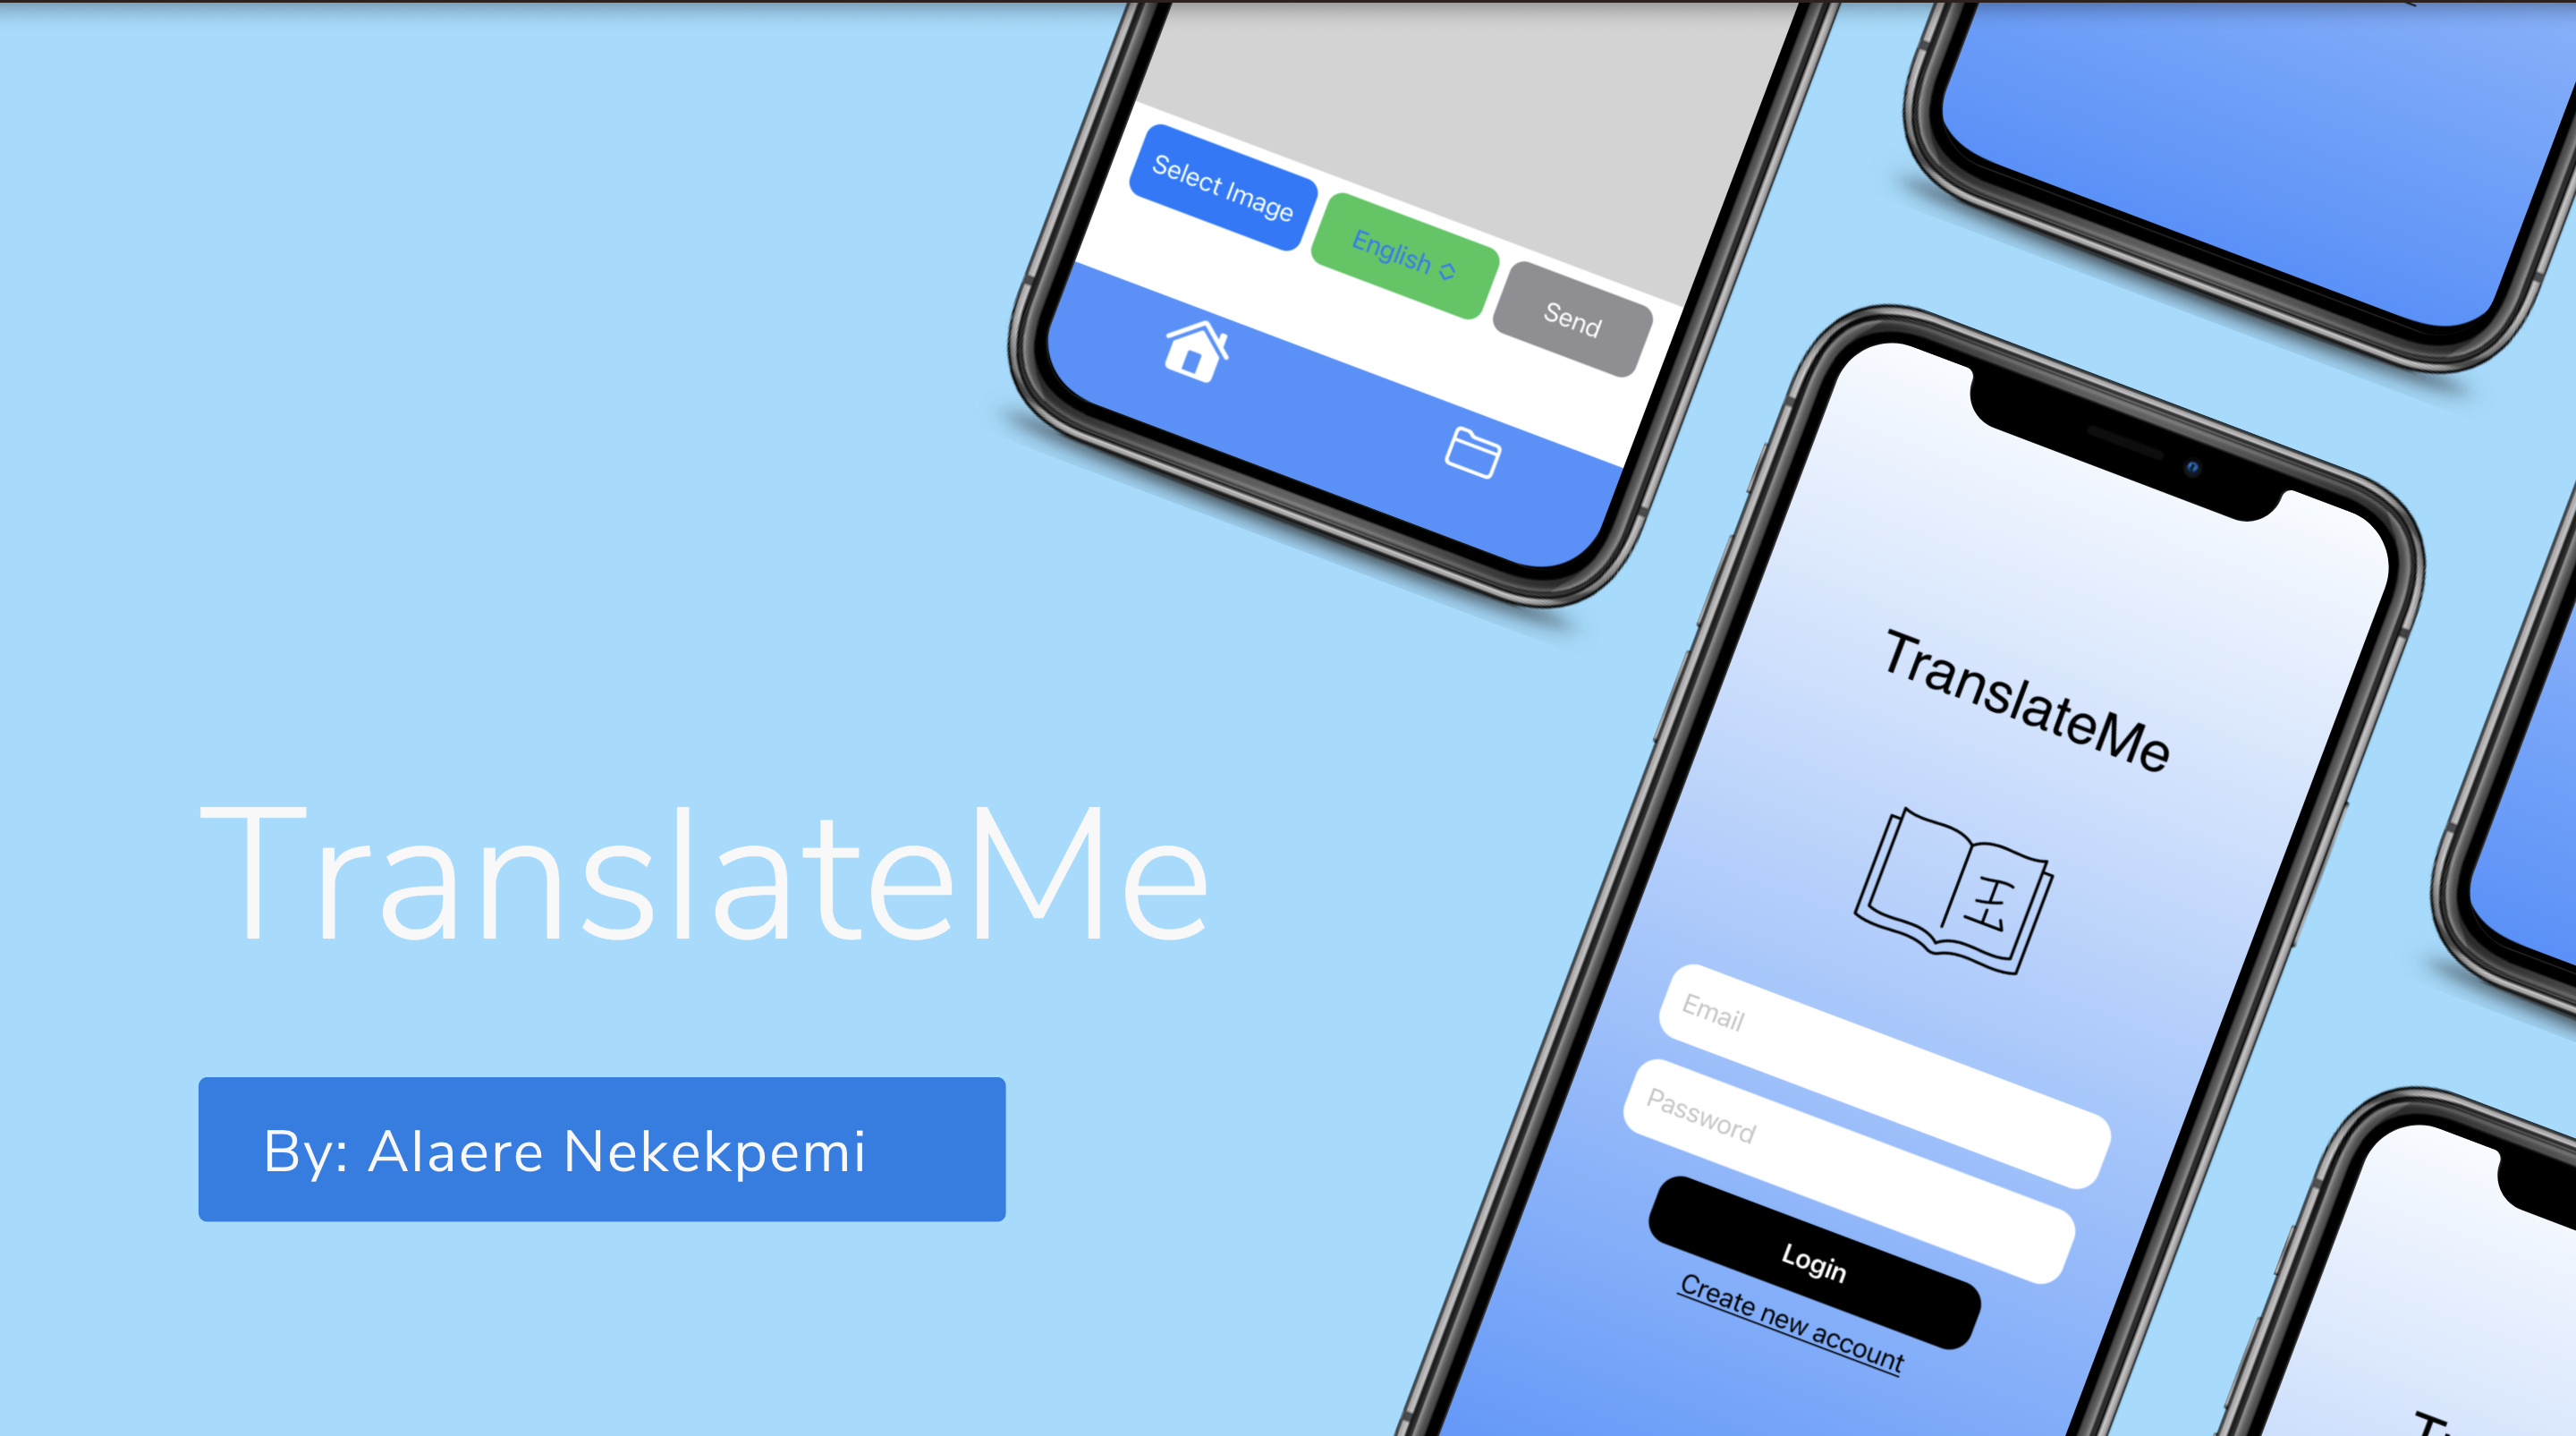 Select Image
English
Send
TranslateMe
Email
Password
Login
Create new account
TranslateMe
By: Alaere Nekekpemi